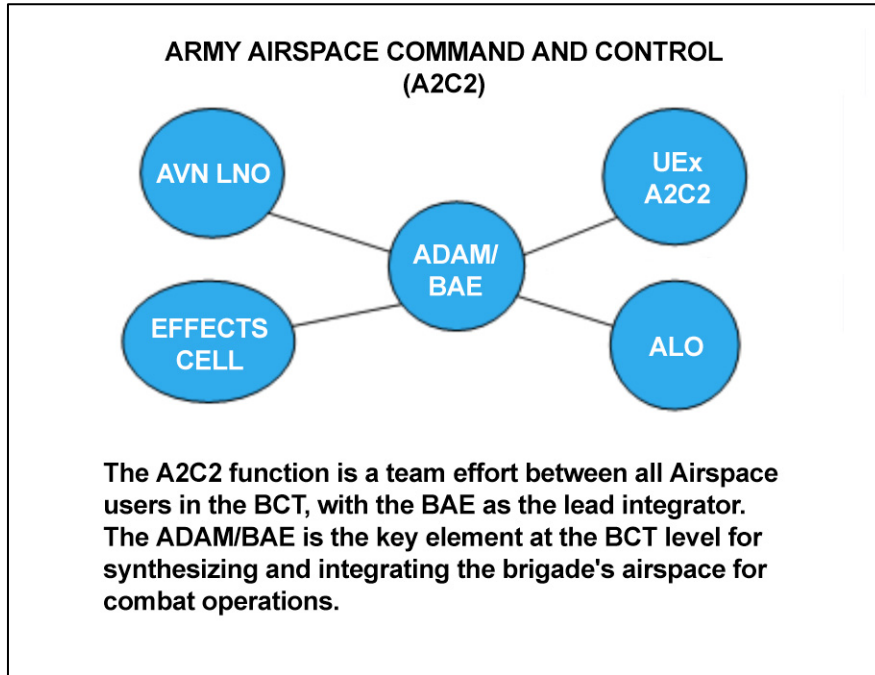 ARMY AIRSPACE COMMAND AND CONTROL
(A2C2)
AVN LNO
UEx
A2C2
ADAM/
BAE
EFFECTS
CELL
ALO
The A2C2 function is a team effort between all Airspace
users in the BCT, with the BAE as the lead integrator.
The ADAM/BAE is the key element at the BCT level for
synthesizing and integrating the brigade's airspace for
combat operations.